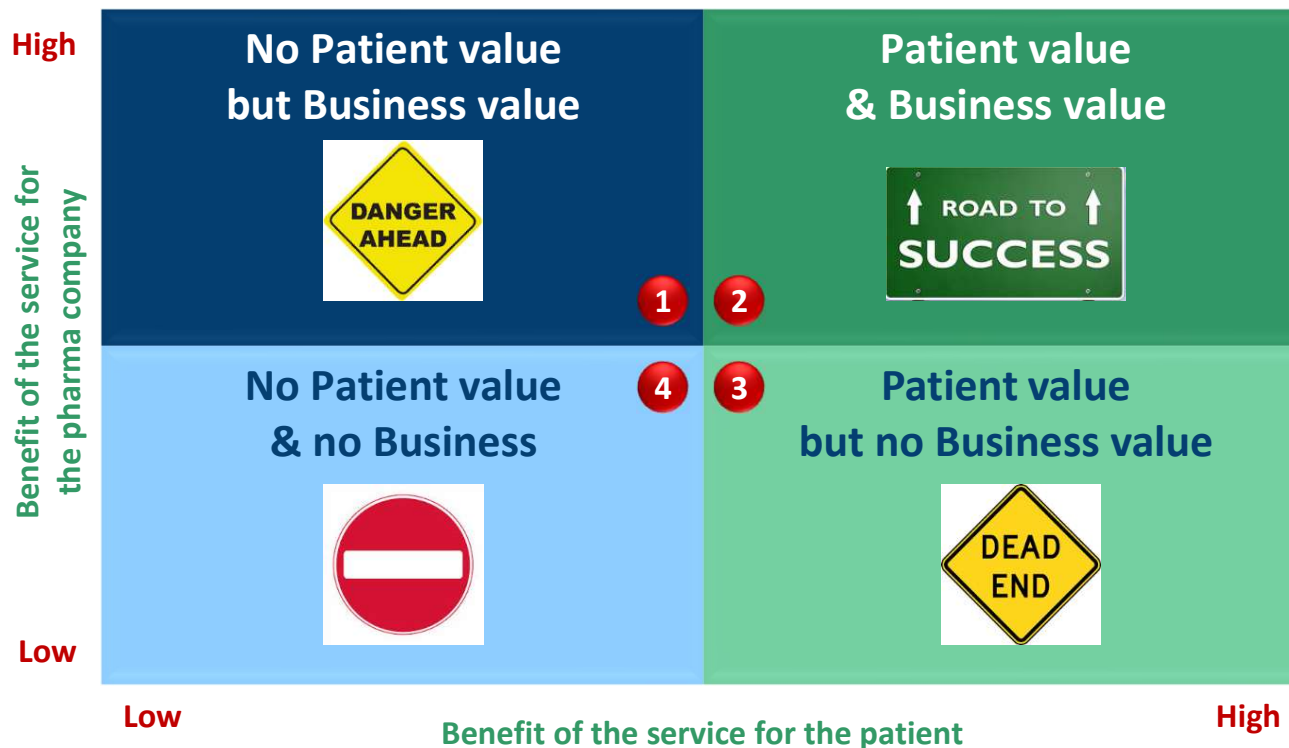 High
No Patient value
but Business value
DANGER
AHEAD
1
Patient value
& Business value
ROAD TO
SUCCESS
2
Benefit of the service for
the pharma company
No Patient value
& no Business
4
3
Patient value
but no Business value
DEAD
END
Low
Low
Benefit of the service for the patient
High